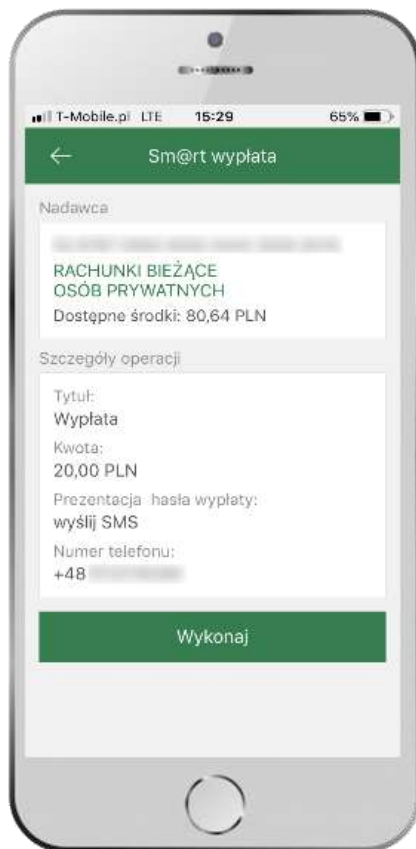 T-Mobile.pl LTE 15:29 65%
Sm@rt wypłata
Nadawca
RACHUNKI BIEŻĄCE
OSÓB PRYWATNYCH
Dostępne środki: 80,64 PLN
Szczegóły operacji
Tytuł:
Wypłata
Kwota:
20,00 PLN
Prezentacja hasła wypłaty:
wyślij SMS
Numer telefonu:
+48
Wykonaj